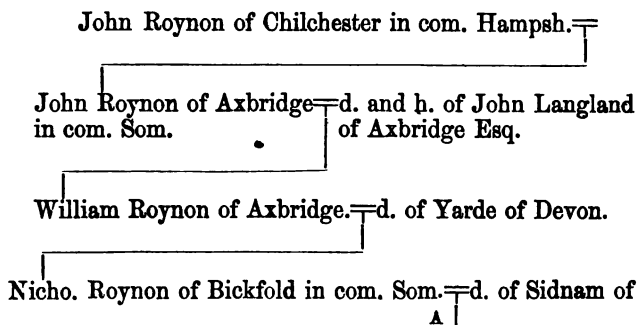 John Roynon of Chilchester in com. Hampsh.
John Roynon of Axbridge d. and h. of John Langland
in com. Som. of Axbridge Esq.
William Roynon of Axbridge. d. of Yarde of Devon.
Nicho. Roynon of Bickfold in com. Som. d. of Sidnam of
A